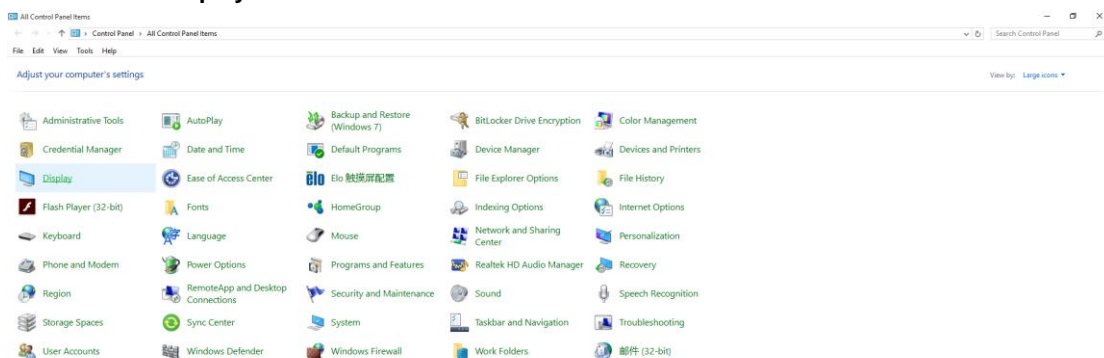 All Control Panel Items
Control Panel > All Control Panel Items
Search Control Panel
File Edit View Tools Help
Adjust your computer's settings
View by: Large icons
Administrative Tools
AutoPlay
Backup and Restore
(Windows 7)
BitLocker Drive Encryption
Color Management
Credential Manager
Date and Time
Default Programs
Device Manager
Devices and Printers
Display
Ease of Access Center
elo Elo 触摸屏配置
File Explorer Options
File History
Flash Player (32-bit)
Fonts
HomeGroup
Indexing Options
Internet Options
Keyboard
Language
Mouse
Network and Sharing
Center
Personalization
Phone and Modem
Power Options
Programs and Features
Realtek HD Audio Manager
Recovery
Region
RemoteApp and Desktop
Connections
Security and Maintenance
Sound
Speech Recognition
Storage Spaces
Sync Center
System
Taskbar and Navigation
Troubleshooting
User Accounts
Windows Defender
Windows Firewall
Work Folders
邮件 (32-bit)